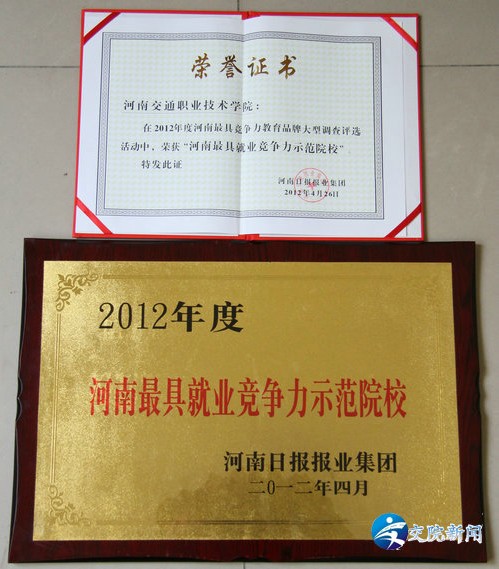 荣誉证书
河南交通职业技术学院：
在2012年度河南最具竞争力教育品牌大型调查评选
活动中，荣获“河南最具就业竞争力示范院校”
特发此证
河南日报报业集团
2012年4月26日
2012年度
河南最具就业竞争力示范院校
河南日报报业集团
二〇一二年四月
交院新闻